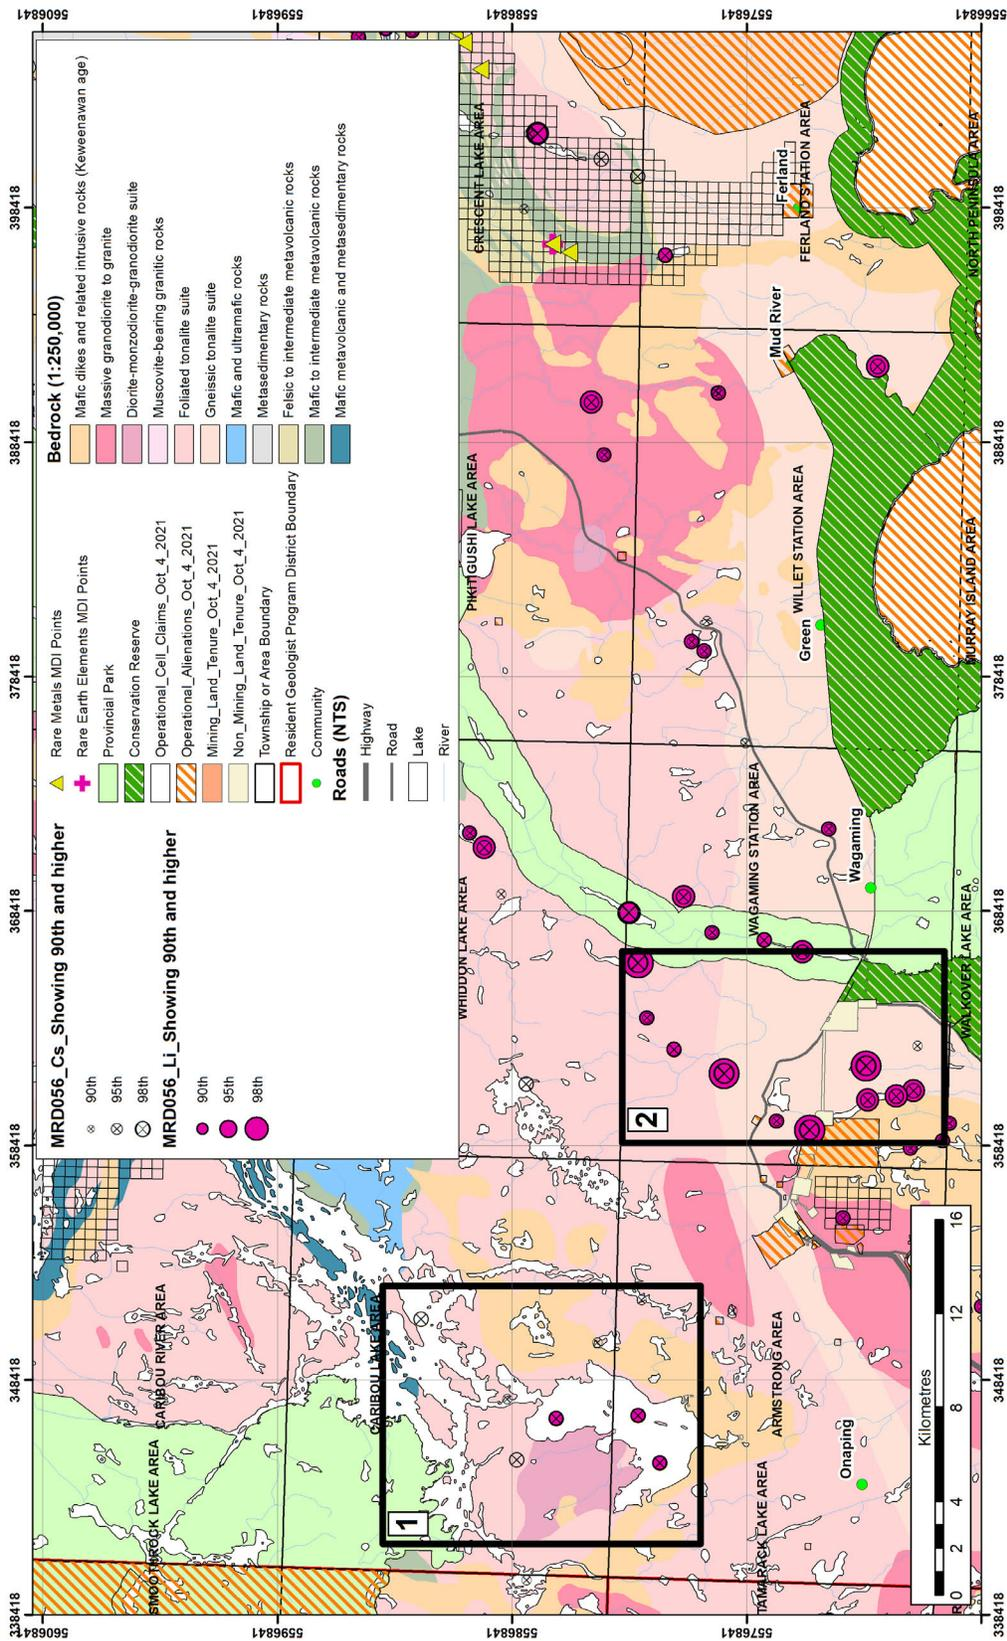 338418
348418
358418
368418
378418
388418
398418
MRD056_Cs_Showing 90th and higher
90th
95th
98th
MRD056_Li_Showing 90th and higher
90th
95th
98th
Rare Metals MDI Points
Rare Earth Elements MDI Points
Provincial Park
Conservation Reserve
Operational_Cell_Claims_Oct_4_2021
Operational_Alienations_Oct_4_2021
Mining_Land_Tenure_Oct_4_2021
Non_Mining_Land_Tenure_Oct_4_2021
Township or Area Boundary
Resident Geologist Program District Boundary
Community
Roads (NTS)
Highway
Road
Lake
River
Bedrock (1:250,000)
Mafic dikes and related intrusive rocks (Keweenawan age)
Massive granodiorite to granite
Diorite-monzodiorite-granodiorite suite
Muscovite-bearing granitic rocks
Foliated tonalite suite
Gneissic tonalite suite
Mafic and ultramafic rocks
Metasedimentary rocks
Felsic to intermediate metavolcanic rocks
Mafic to intermediate metavolcanic rocks
Mafic metavolcanic and metasedimentary rocks
SMOOTHROCK LAKE AREA
CARIBOU RIVER AREA
CARIBOU LAKE AREA
1
WHIDDON LAKE AREA
PIKITIGUSHI LAKE AREA
CRESCENT LAKE AREA
2
TAMARACK LAKE AREA
ARMSTRONG AREA
WAGAMING STATION AREA
WILLET STATION AREA
FERLAND STATION AREA
Mud River
Ferland
Green
Onaping
Wagaming
WALKOVER LAKE AREA
MURRAY ISLAND AREA
NORTH PENINSULA AREA
Kilometres
0 2 4 8 12 16
338418
348418
358418
368418
378418
388418
398418